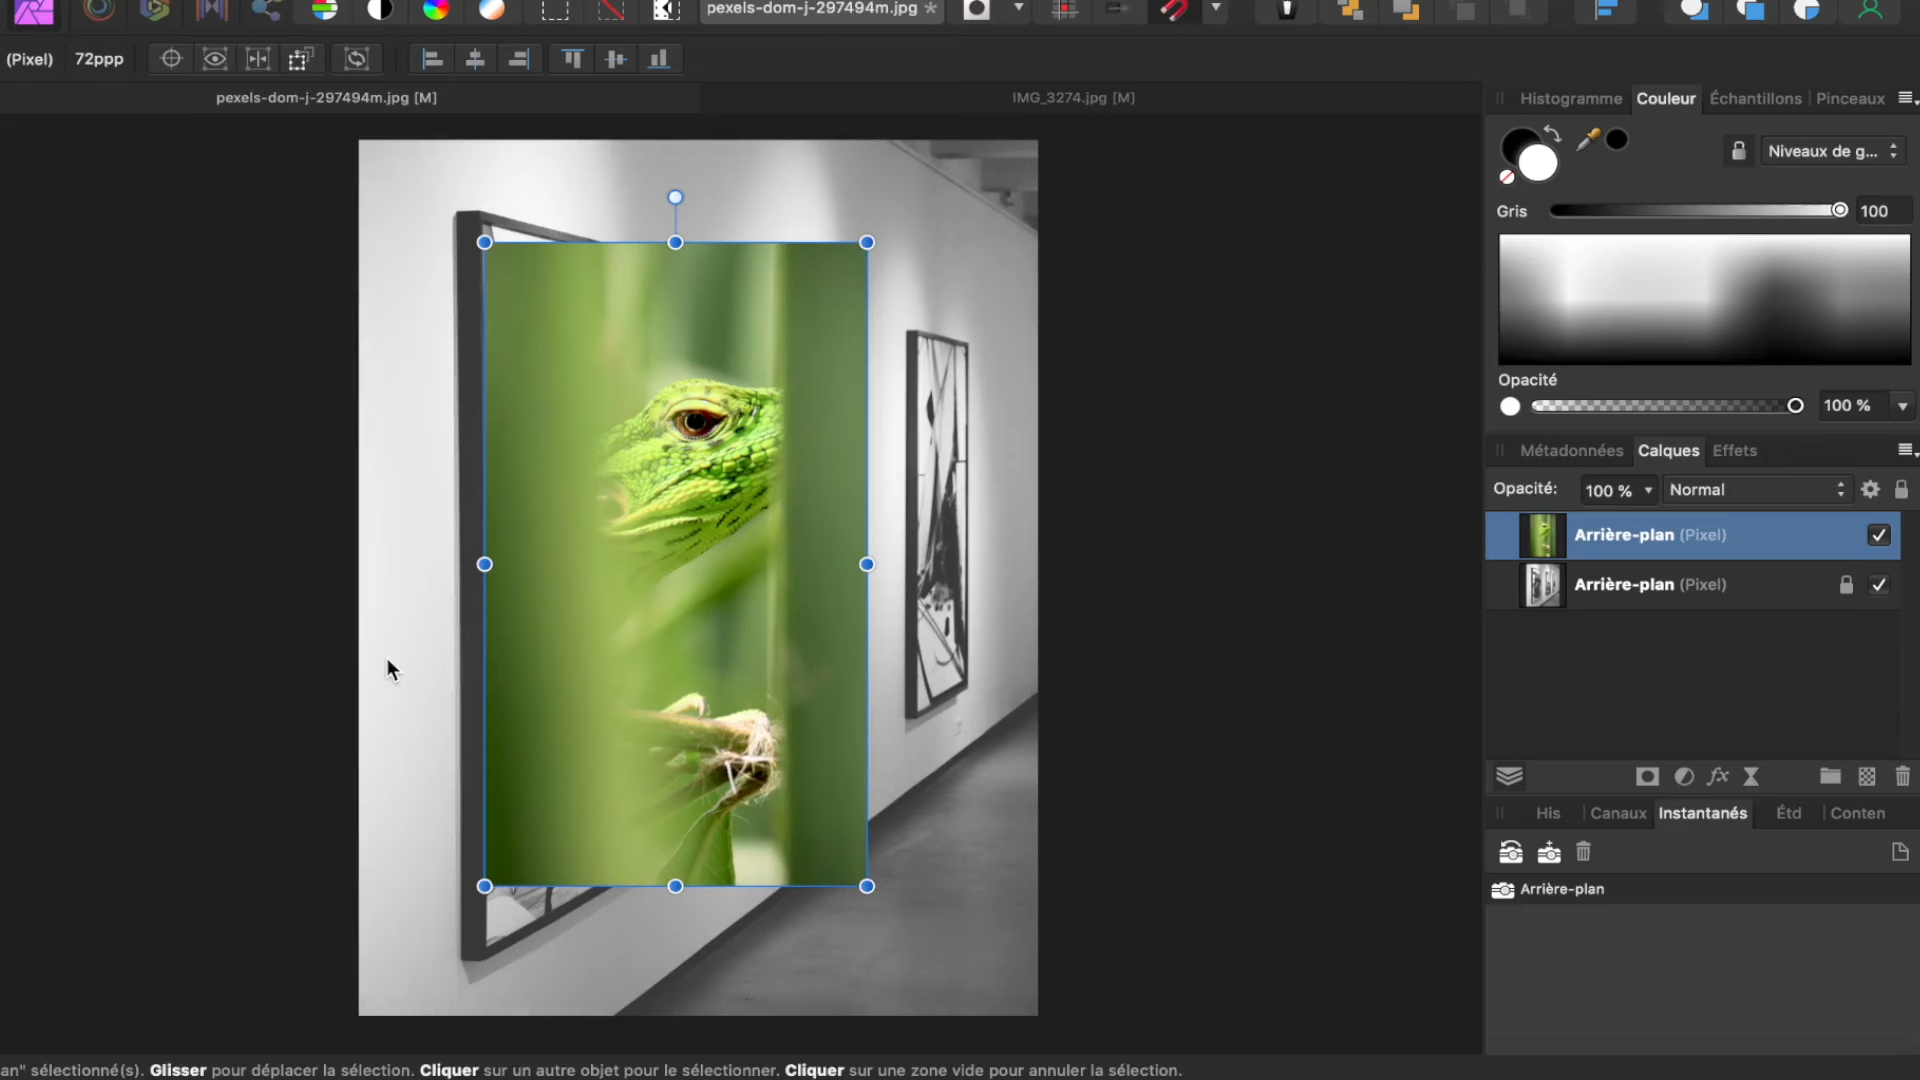 pexels-dom-j-297494m.jpg *
(Pixel) 72ppp
pexels-dom-j-297494m.jpg [M]
IMG_3274.jpg [M]
Histogramme Couleur Échantillons Pinceaux
Niveaux de g...
Gris 100
Opacité
100 %
Métadonnées Calques Effets
Opacité: 100 % Normal
Arrière-plan (Pixel)
Arrière-plan (Pixel)
His Canaux Instantanés Étd Conten
Arrière-plan
an" sélectionné(s). Glisser pour déplacer la sélection. Cliquer sur un autre objet pour le sélectionner. Cliquer sur une zone vide pour annuler la sélection.